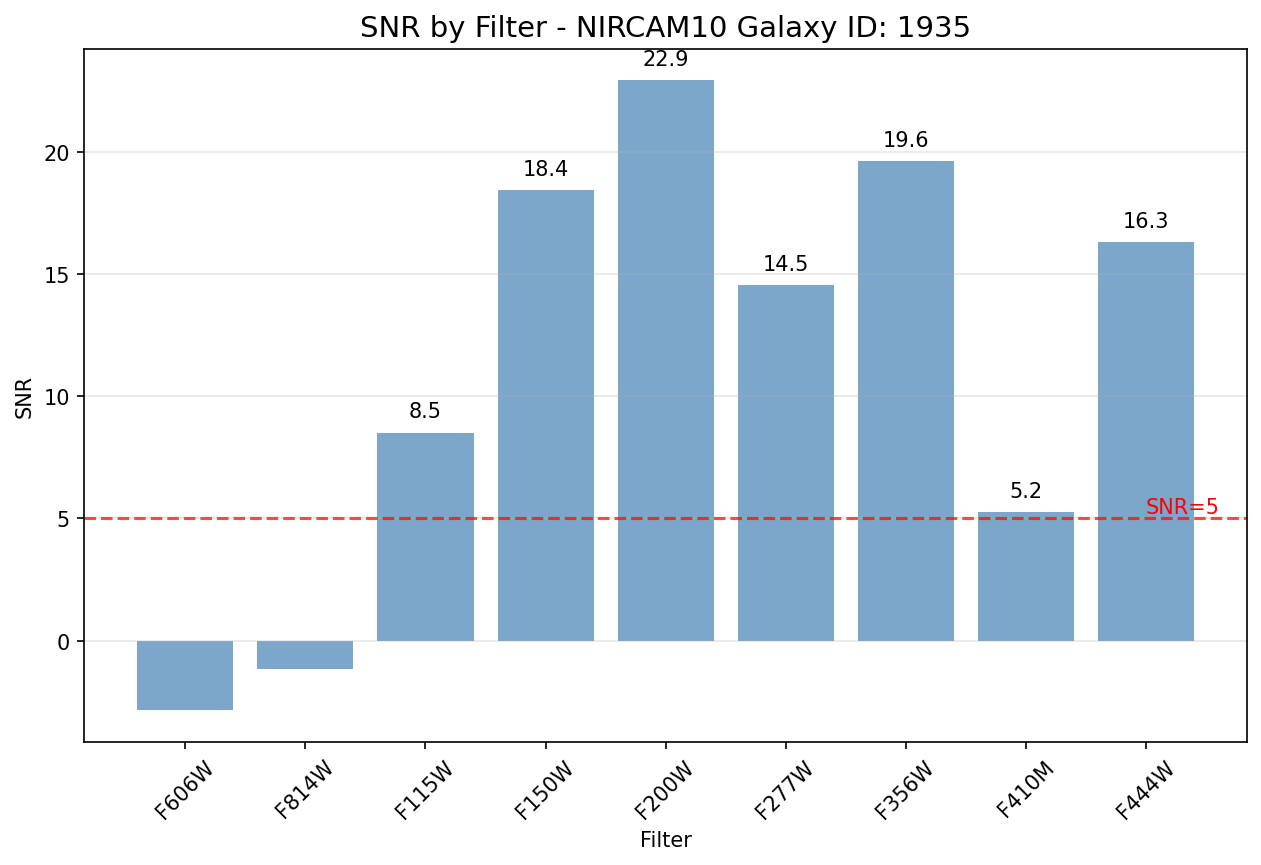 SNR by Filter - NIRCAM10 Galaxy ID: 1935
22.9
20
19.6
18.4
16.3
15
14.5
10
8.5
5.2
SNR=5
5
0
SNR
F606W
F814W
F115W
F150W
F200W
F277W
F356W
F410M
F444W
Filter